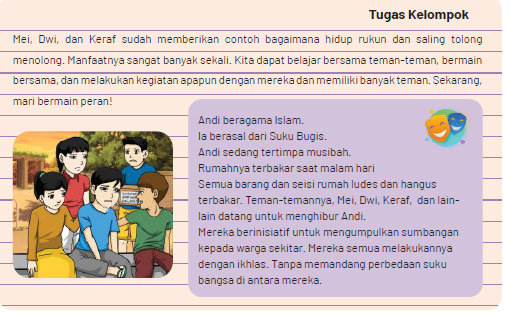 Tugas Kelompok
Mei, Dwi, dan Keraf sudah memberikan contoh bagaimana hidup rukun dan saling tolong
menolong. Manfaatnya sangat banyak sekali. Kita dapat belajar bersama teman-teman, bermain
bersama, dan melakukan kegiatan apapun dengan mereka dan memiliki banyak teman. Sekarang,
mari bermain peran!
Andi beragama Islam.
Ia berasal dari Suku Bugis.
Andi sedang tertimpa musibah.
Rumahnya terbakar saat malam hari
Semua barang dan seisi rumah ludes dan hangus
terbakar. Teman-temannya, Mei, Dwi, Keraf, dan lain-
lain datang untuk menghibur Andi.
Mereka berinisiatif untuk mengumpulkan sumbangan
kepada warga sekitar. Mereka semua melakukannya
dengan ikhlas. Tanpa memandang perbedaan suku
bangsa di antara mereka.